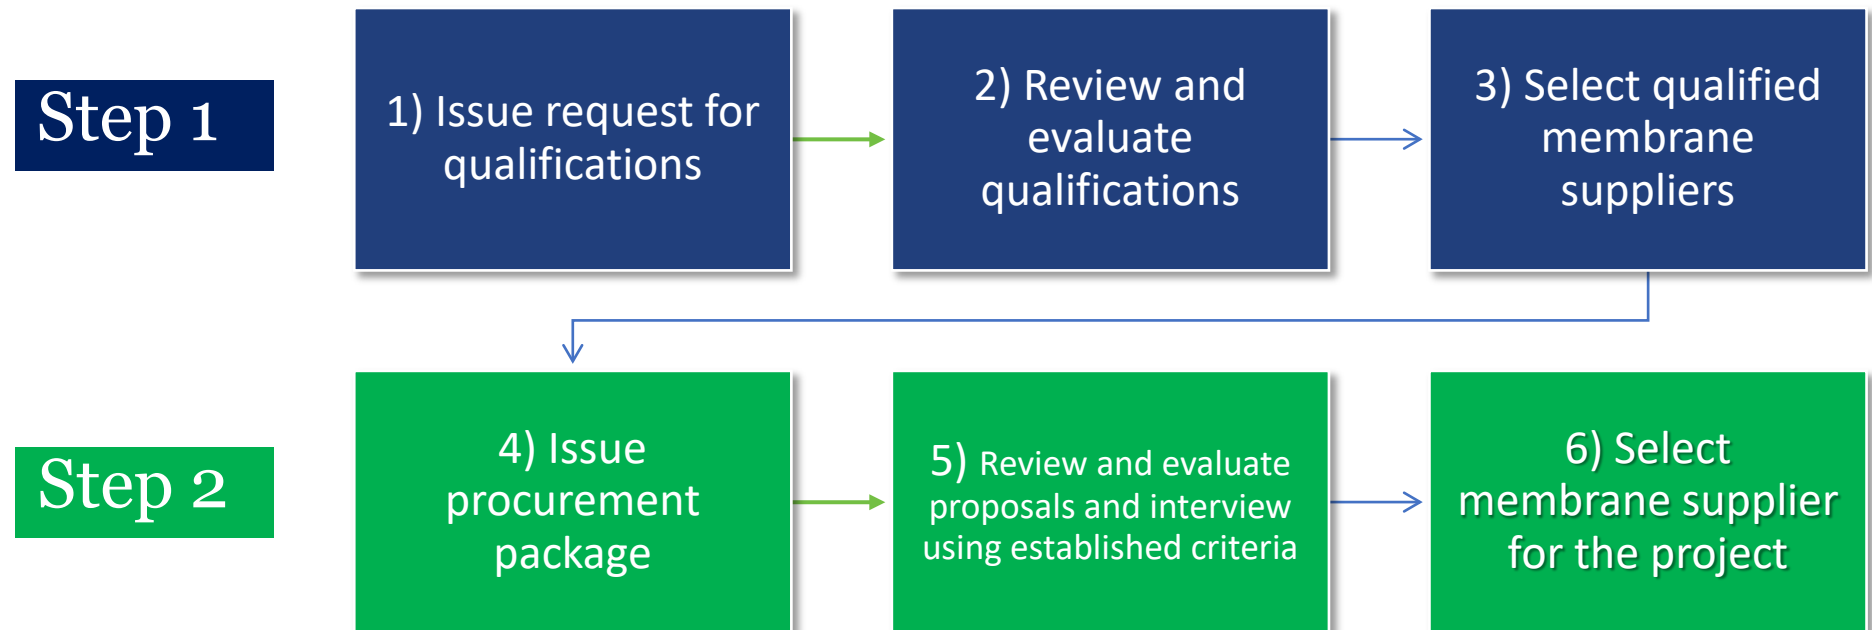 Step 1
1) Issue request for
qualifications
2) Review and
evaluate
qualifications
3) Select qualified
membrane
suppliers
Step 2
4) Issue
procurement
package
5) Review and evaluate
proposals and interview
using established criteria
6) Select
membrane supplier
for the project